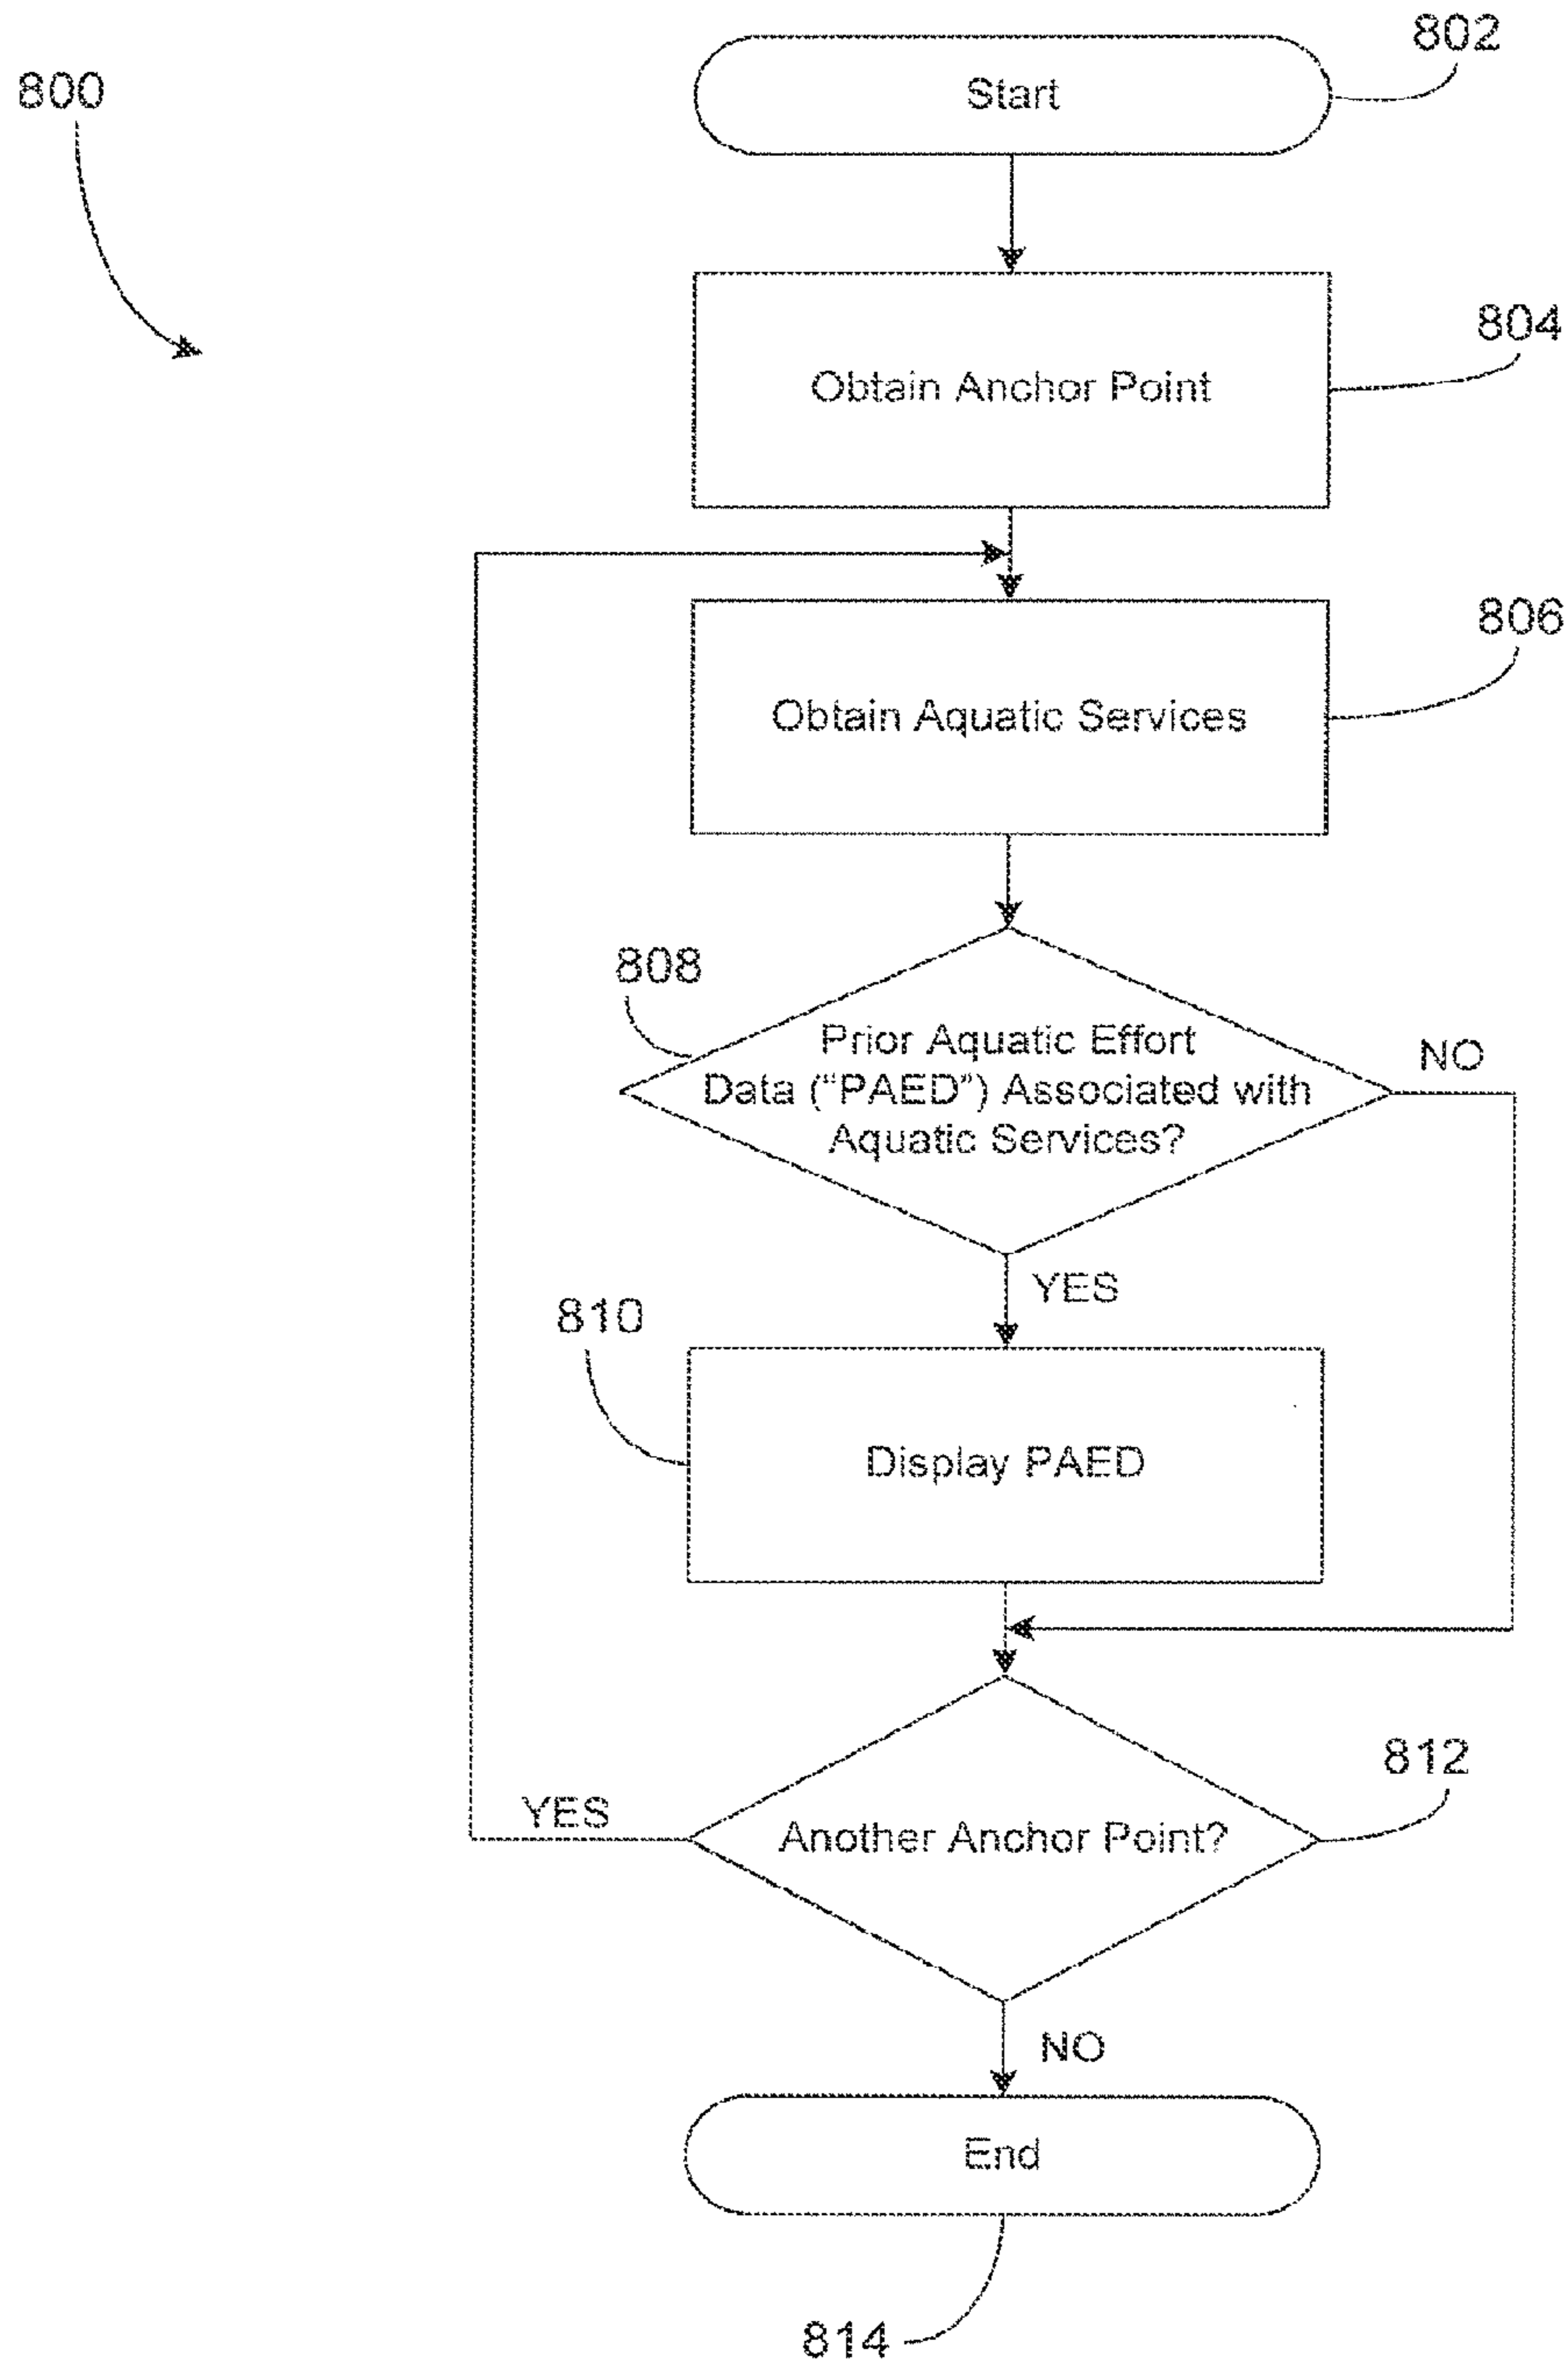 802
800
Start
804
Obtain Anchor Point
806
Obtain Aquatic Services
808
Prior Aquatic Effort
Data (“PAED”) Associated with
Aquatic Services?
NO
YES
810
Display PAED
812
YES
Another Anchor Point?
NO
End
814